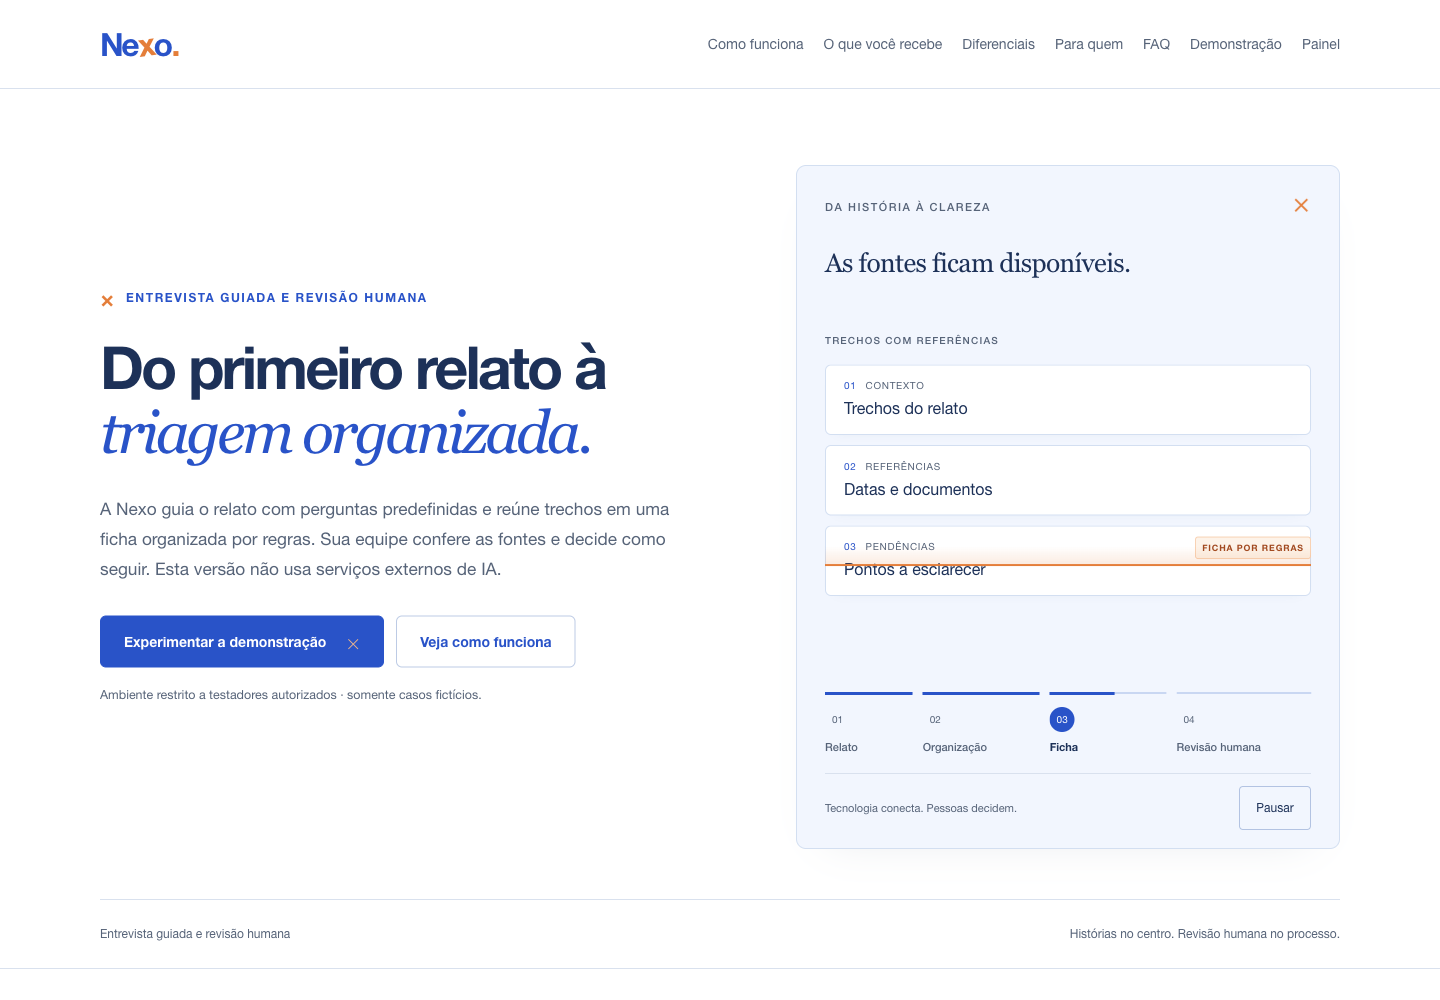 Nexo.
Como funciona
O que você recebe
Diferenciais
Para quem
FAQ
Demonstração
Painel
ENTREVISTA GUIADA E REVISÃO HUMANA
Do primeiro relato à
triagem organizada.
A Nexo guia o relato com perguntas predefinidas e reúne trechos em uma
ficha organizada por regras. Sua equipe confere as fontes e decide como
seguir. Esta versão não usa serviços externos de IA.
Experimentar a demonstração
Veja como funciona
Ambiente restrito a testadores autorizados · somente casos fictícios.
DA HISTÓRIA À CLAREZA
As fontes ficam disponíveis.
TRECHOS COM REFERÊNCIAS
01 CONTEXTO
Trechos do relato
02 REFERÊNCIAS
Datas e documentos
03 PENDÊNCIAS
FICHA POR REGRAS
Pontos a esclarecer
01
Relato
02
Organização
03
Ficha
04
Revisão humana
Tecnologia conecta. Pessoas decidem.
Pausar
Entrevista guiada e revisão humana
Histórias no centro. Revisão humana no processo.